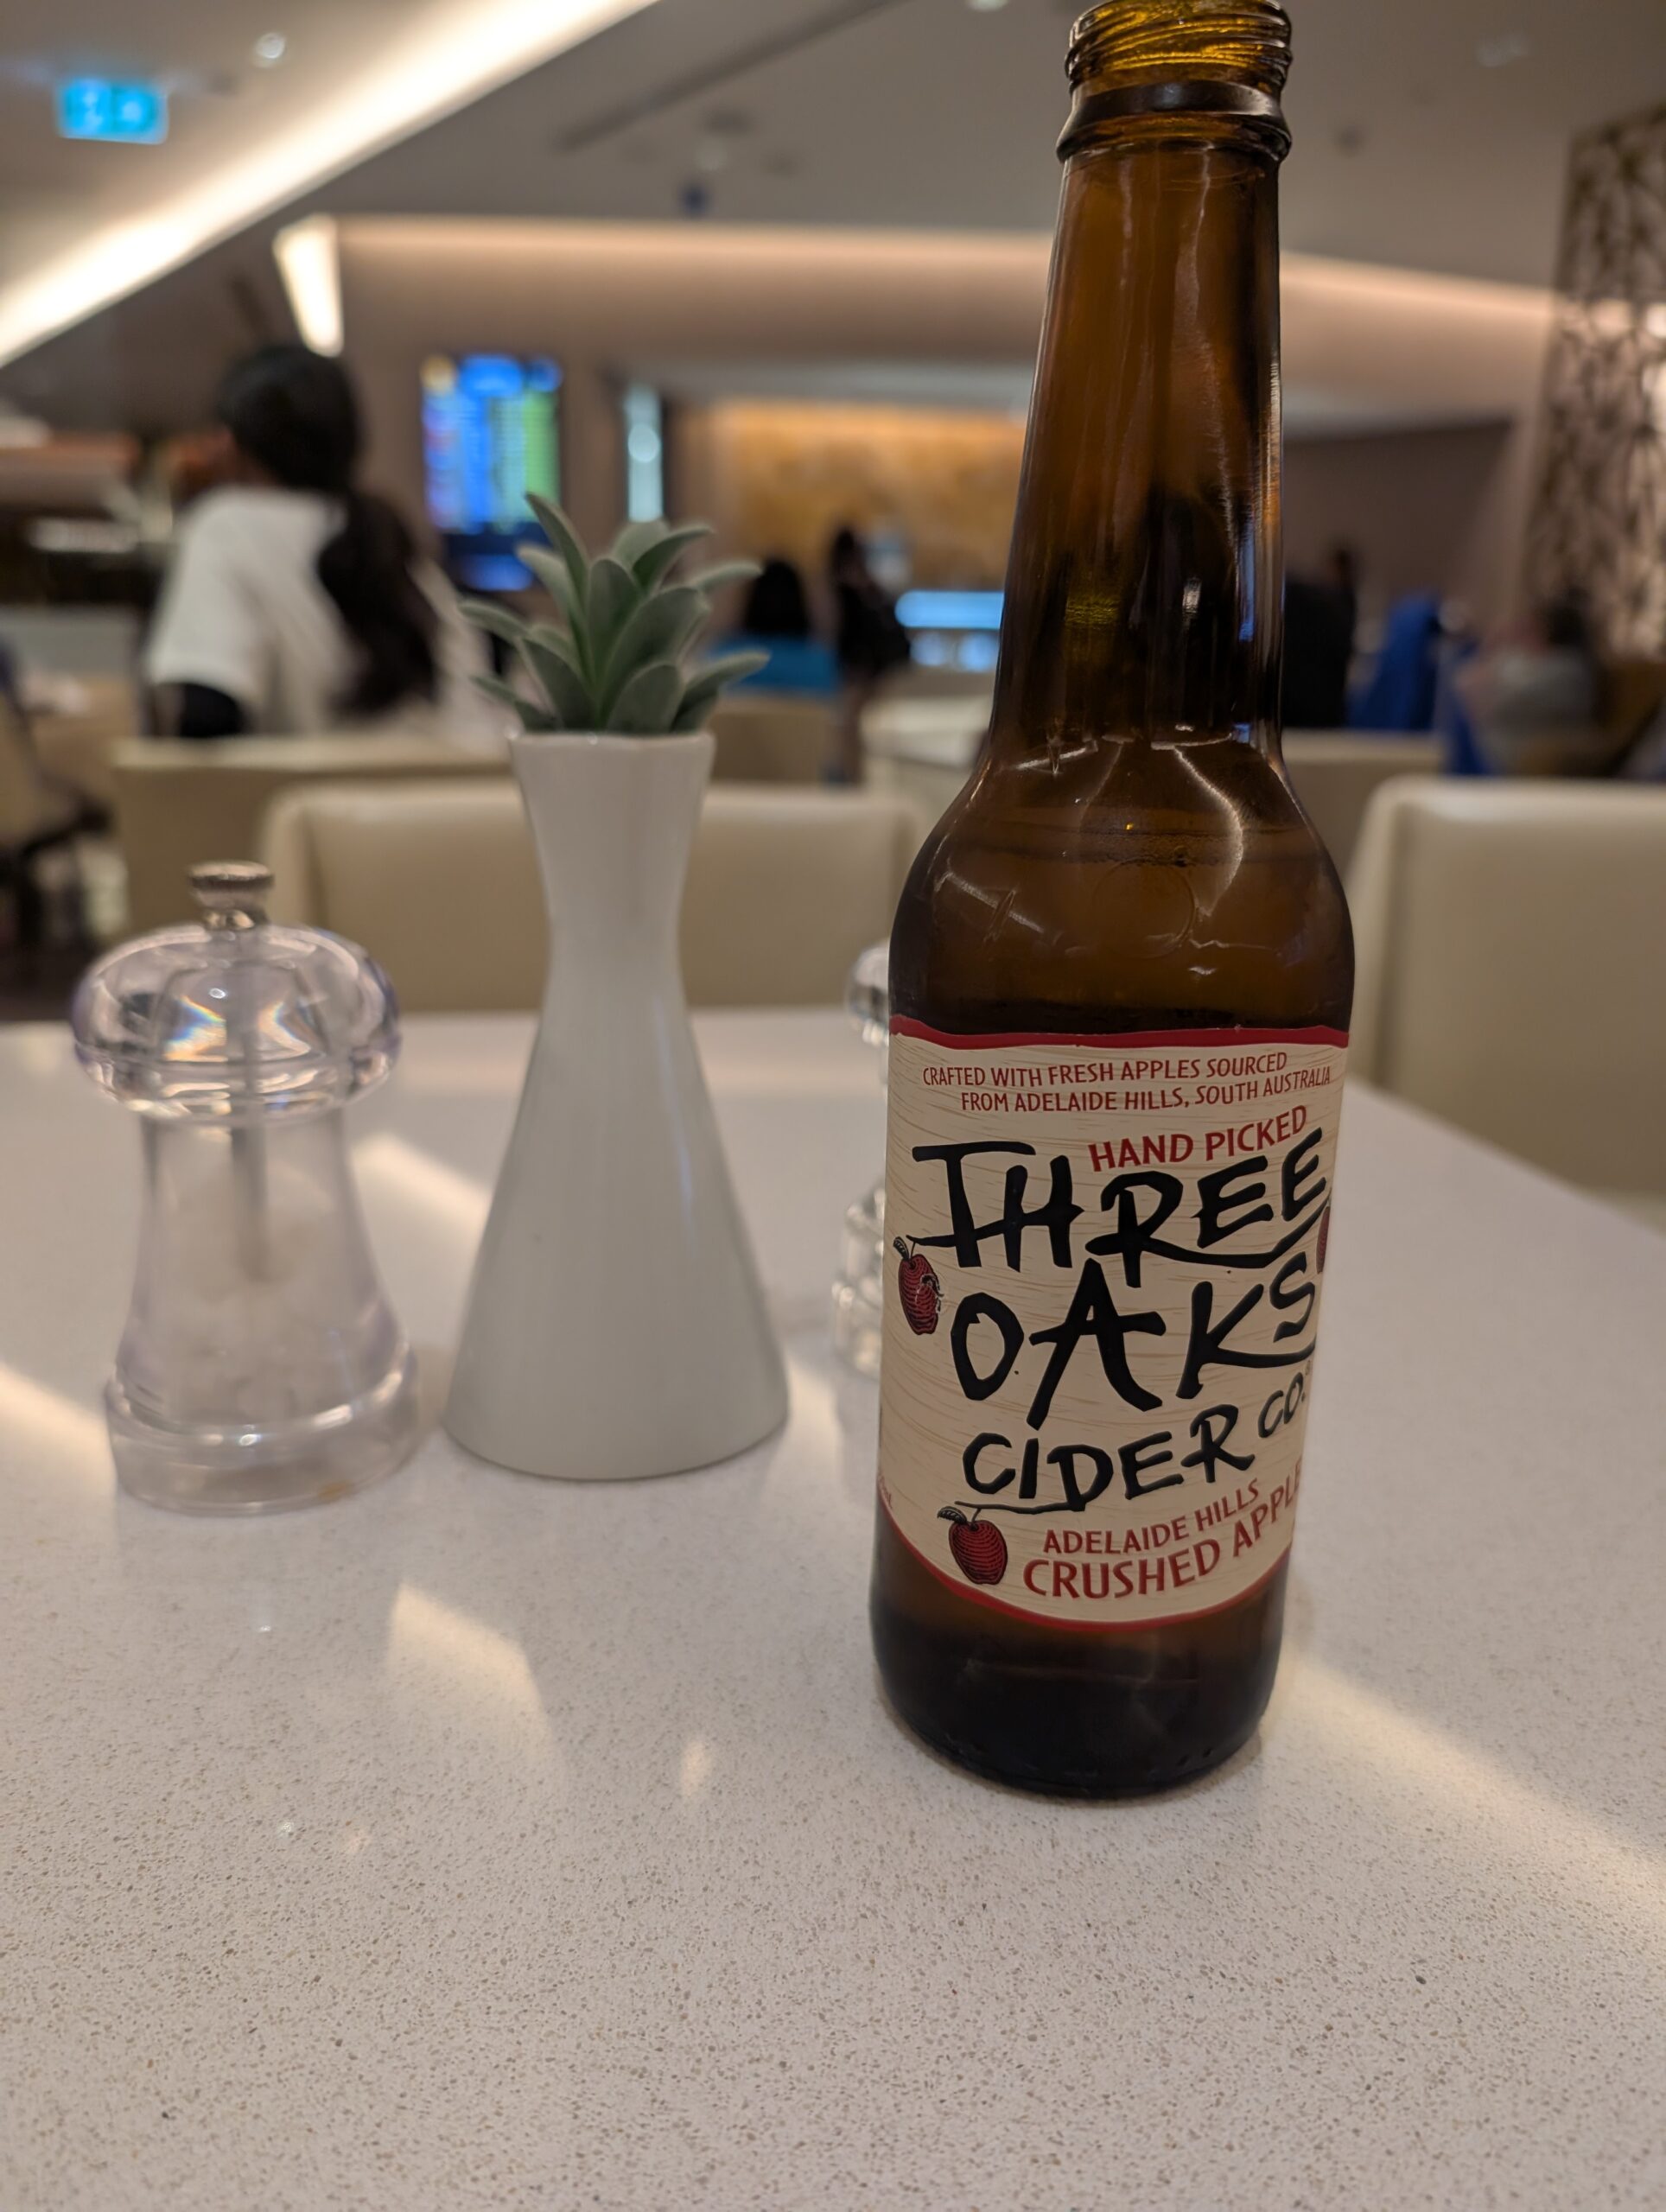 CRAFTED WITH FRESH APPLES SOURCED
FROM ADELAIDE HILLS, SOUTH AUSTRALIA
HAND PICKED
THREE
OAKS
CIDER CO.
ADELAIDE HILLS
CRUSHED APPLE